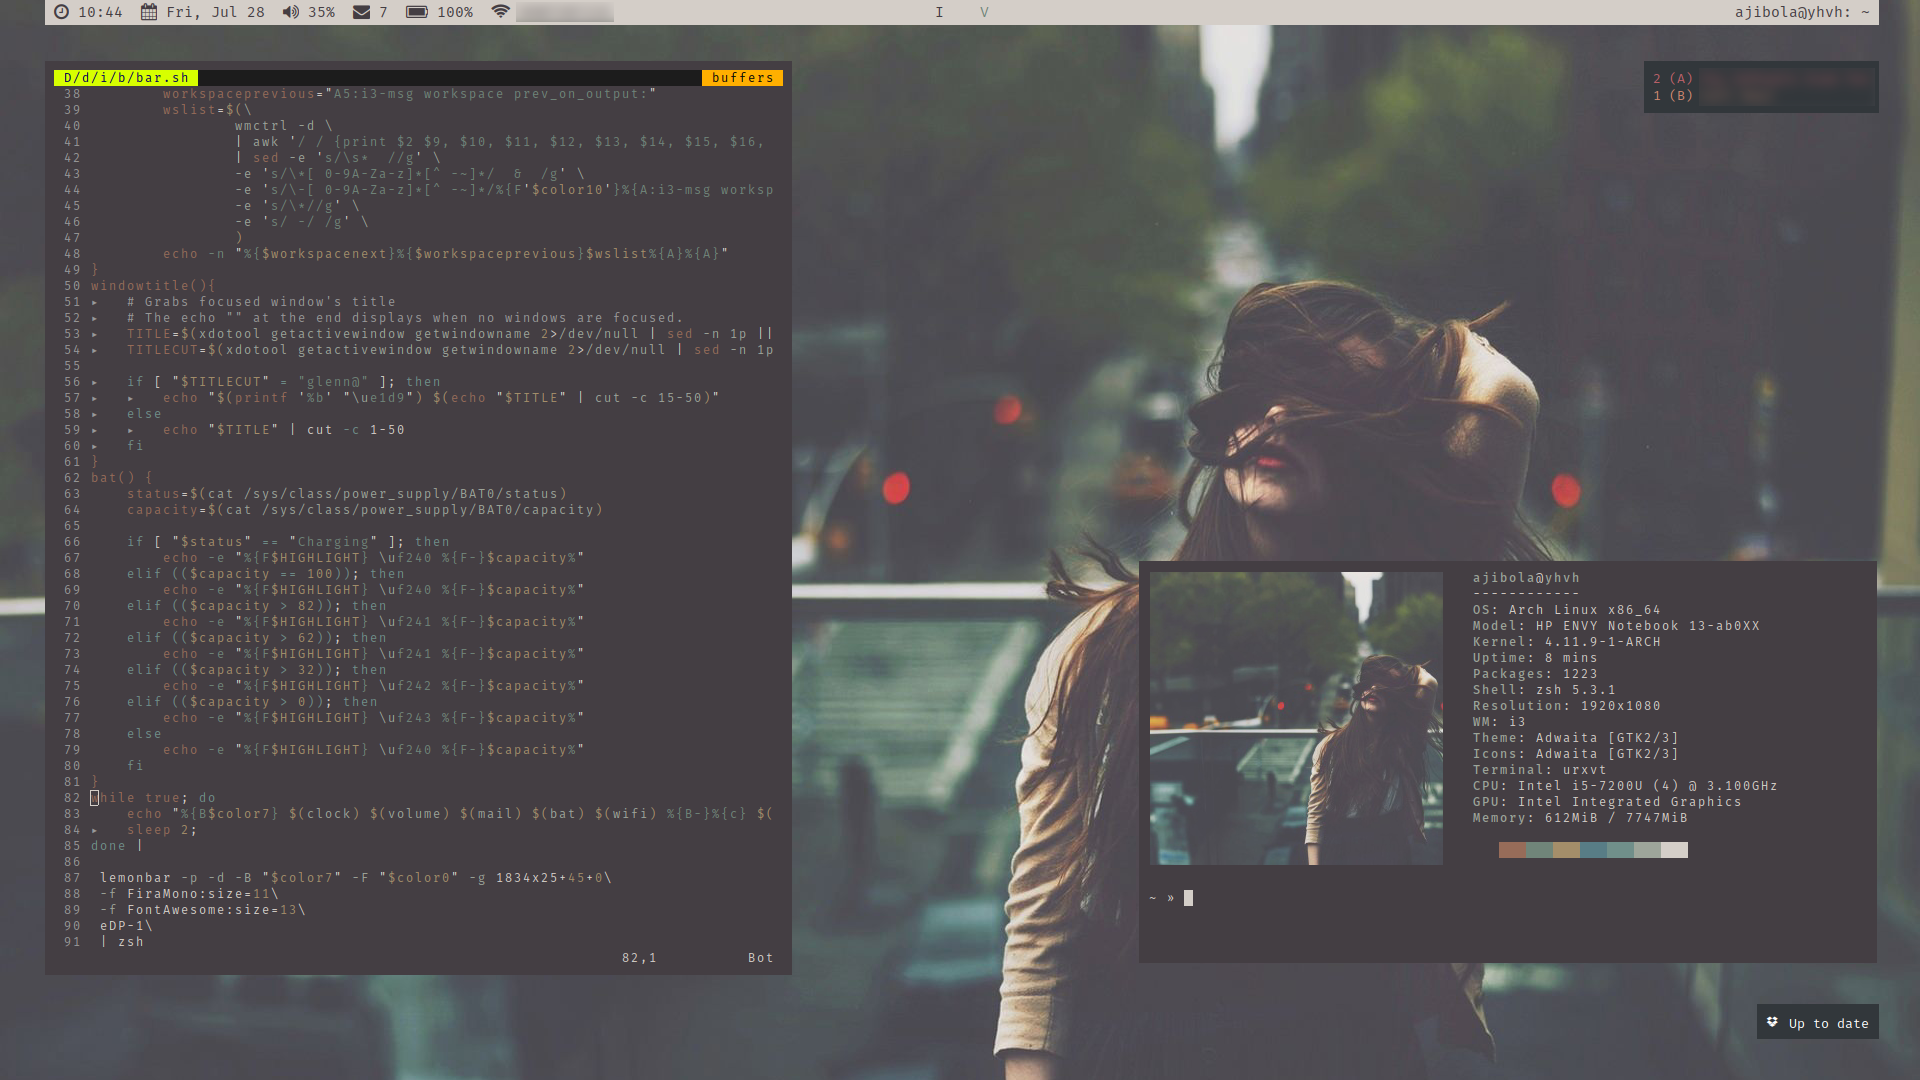 10:44 Fri, Jul 28 35% 7 100% I V ajibola@yhvh: ~
D/d/i/b/bar.sh buffers
38 workspaceprevious="A5:i3-msg workspace prev_on_output:"
39 wslist=$(\
40 wmctrl -d \
41 | awk '/ / {print $2 $9, $10, $11, $12, $13, $14, $15, $16,
42 | sed -e 's/\s*  //g' \
43 -e 's/\*[ 0-9A-Za-z]*[^ -~]*/  &  /g' \
44 -e 's/\-[ 0-9A-Za-z]*[^ -~]*/%{F'$color10'}%{A:i3-msg worksp
45 -e 's/\*//g' \
46 -e 's/ -/ /g' \
47 )
48 echo -n "%{$workspacenext}%{$workspaceprevious}$wslist%{A}%{A}"
49 }
50 windowtitle(){
51 ▸ # Grabs focused window's title
52 ▸ # The echo "" at the end displays when no windows are focused.
53 ▸ TITLE=$(xdotool getactivewindow getwindowname 2>/dev/null | sed -n 1p ||
54 ▸ TITLECUT=$(xdotool getactivewindow getwindowname 2>/dev/null | sed -n 1p
55
56 ▸ if [ "$TITLECUT" = "glenn@" ]; then
57 ▸ ▸ echo "$(printf '%b' "\ue1d9") $(echo "$TITLE" | cut -c 15-50)"
58 ▸ else
59 ▸ ▸ echo "$TITLE" | cut -c 1-50
60 ▸ fi
61 }
62 bat() {
63 status=$(cat /sys/class/power_supply/BAT0/status)
64 capacity=$(cat /sys/class/power_supply/BAT0/capacity)
65
66 if [ "$status" == "Charging" ]; then
67 echo -e "%{F$HIGHLIGHT} \uf240 %{F-}$capacity%"
68 elif (($capacity == 100)); then
69 echo -e "%{F$HIGHLIGHT} \uf240 %{F-}$capacity%"
70 elif (($capacity > 82)); then
71 echo -e "%{F$HIGHLIGHT} \uf241 %{F-}$capacity%"
72 elif (($capacity > 62)); then
73 echo -e "%{F$HIGHLIGHT} \uf241 %{F-}$capacity%"
74 elif (($capacity > 32)); then
75 echo -e "%{F$HIGHLIGHT} \uf242 %{F-}$capacity%"
76 elif (($capacity > 0)); then
77 echo -e "%{F$HIGHLIGHT} \uf243 %{F-}$capacity%"
78 else
79 echo -e "%{F$HIGHLIGHT} \uf240 %{F-}$capacity%"
80 fi
81 }
82 while true; do
83 echo "%{B$color7} $(clock) $(volume) $(mail) $(bat) $(wifi) %{B-}%{c} $(
84 ▸ sleep 2;
85 done |
86
87 lemonbar -p -d -B "$color7" -F "$color0" -g 1834x25+45+0\
88 -f FiraMono:size=11\
89 -f FontAwesome:size=13\
90 eDP-1\
91 | zsh
82,1 Bot
2 (A)
1 (B)
ajibola@yhvh
------------
OS: Arch Linux x86_64
Model: HP ENVY Notebook 13-ab0XX
Kernel: 4.11.9-1-ARCH
Uptime: 8 mins
Packages: 1223
Shell: zsh 5.3.1
Resolution: 1920x1080
WM: i3
Theme: Adwaita [GTK2/3]
Icons: Adwaita [GTK2/3]
Terminal: urxvt
CPU: Intel i5-7200U (4) @ 3.100GHz
GPU: Intel Integrated Graphics
Memory: 612MiB / 7747MiB
~ »
Up to date